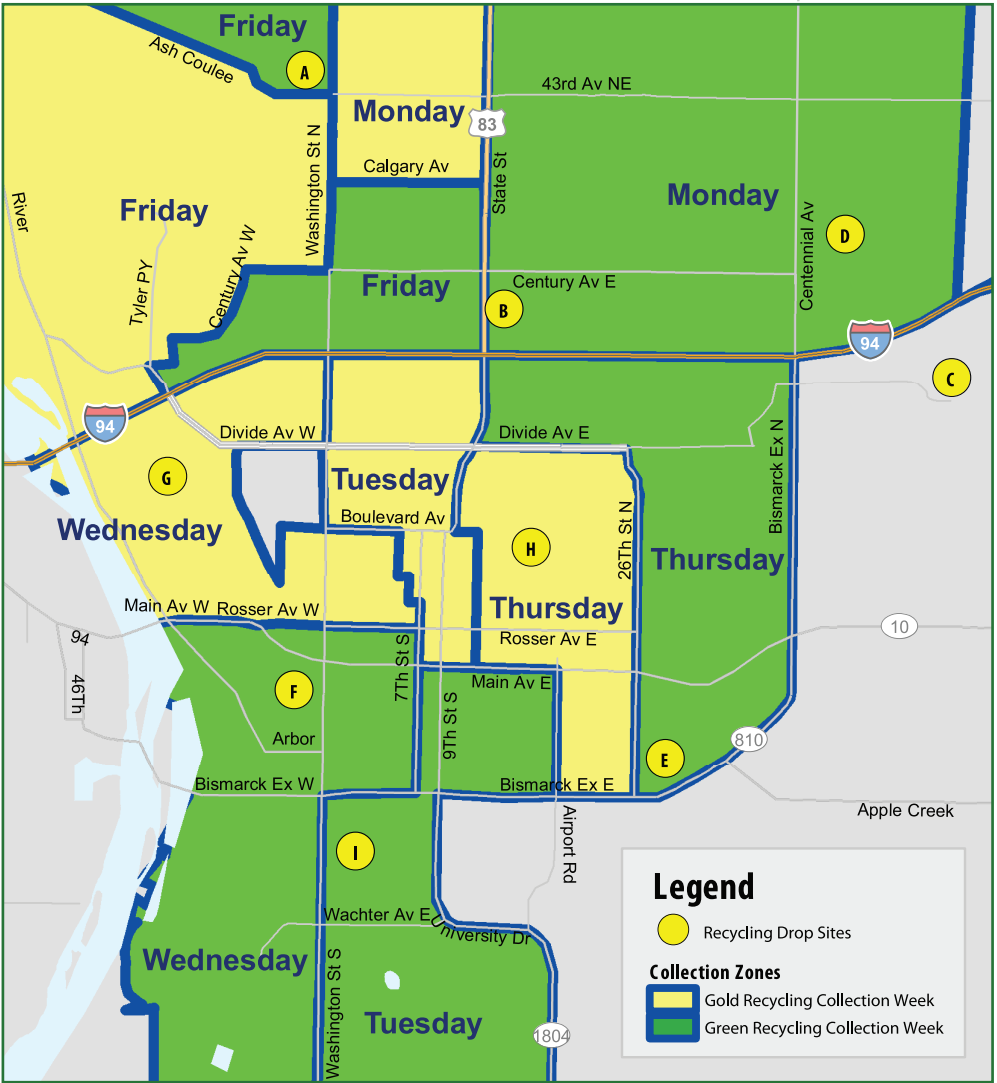 Friday
Ash Coulee
A
43rd Av NE
Monday
83
Washington St N
Calgary Av
State St
River
Friday
Monday
Centennial Av
D
Century Av W
Tyler PY
Friday
Century Av E
B
94
C
94
Divide Av W
Divide Av E
Bismarck Ex N
G
Tuesday
Wednesday
Boulevard Av
H
26Th St N
Thursday
Main Av W
Rosser Av W
Thursday
Rosser Av E
10
94
46Th
7Th St S
F
Main Av E
9Th St S
Arbor
810
E
Bismarck Ex W
Bismarck Ex E
Airport Rd
Apple Creek
I
Wachter Av E
University Dr
Wednesday
Washington St S
Tuesday
1804
Legend
Recycling Drop Sites
Collection Zones
Gold Recycling Collection Week
Green Recycling Collection Week